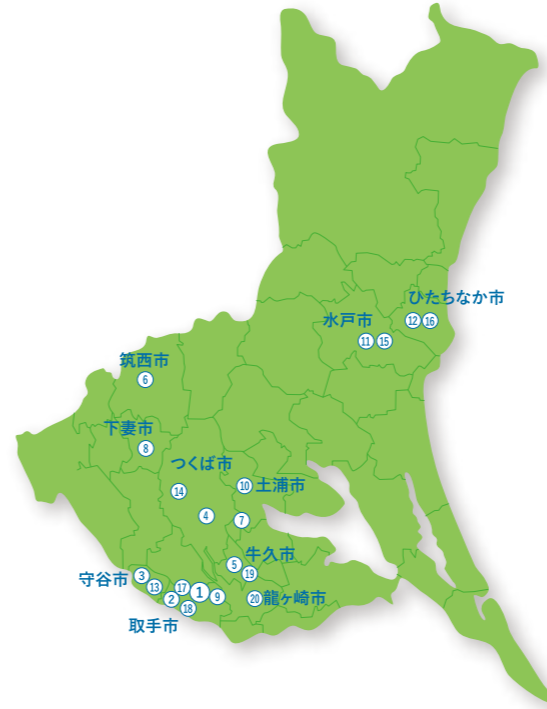 ひたちなか市
⑫ ⑯
水戸市
⑪ ⑮
筑西市
⑥
下妻市
⑧
つくば市
⑭
④
⑩ 土浦市
⑦
牛久市
⑤
⑲
守谷市 ③
⑬
⑰ ① ⑨
② ⑱
⑳ 龍ヶ崎市
取手市